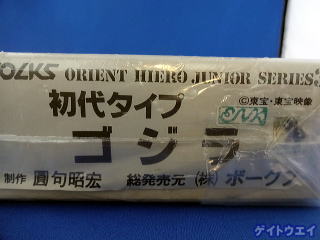 VOLKS ORIENT HIERO JUNIOR SERIES
初代タイプ
©東宝・東宝映像
ゴジラ
制作 圓句昭宏 総発売元 (株)ボークス
ゲイトウエイ